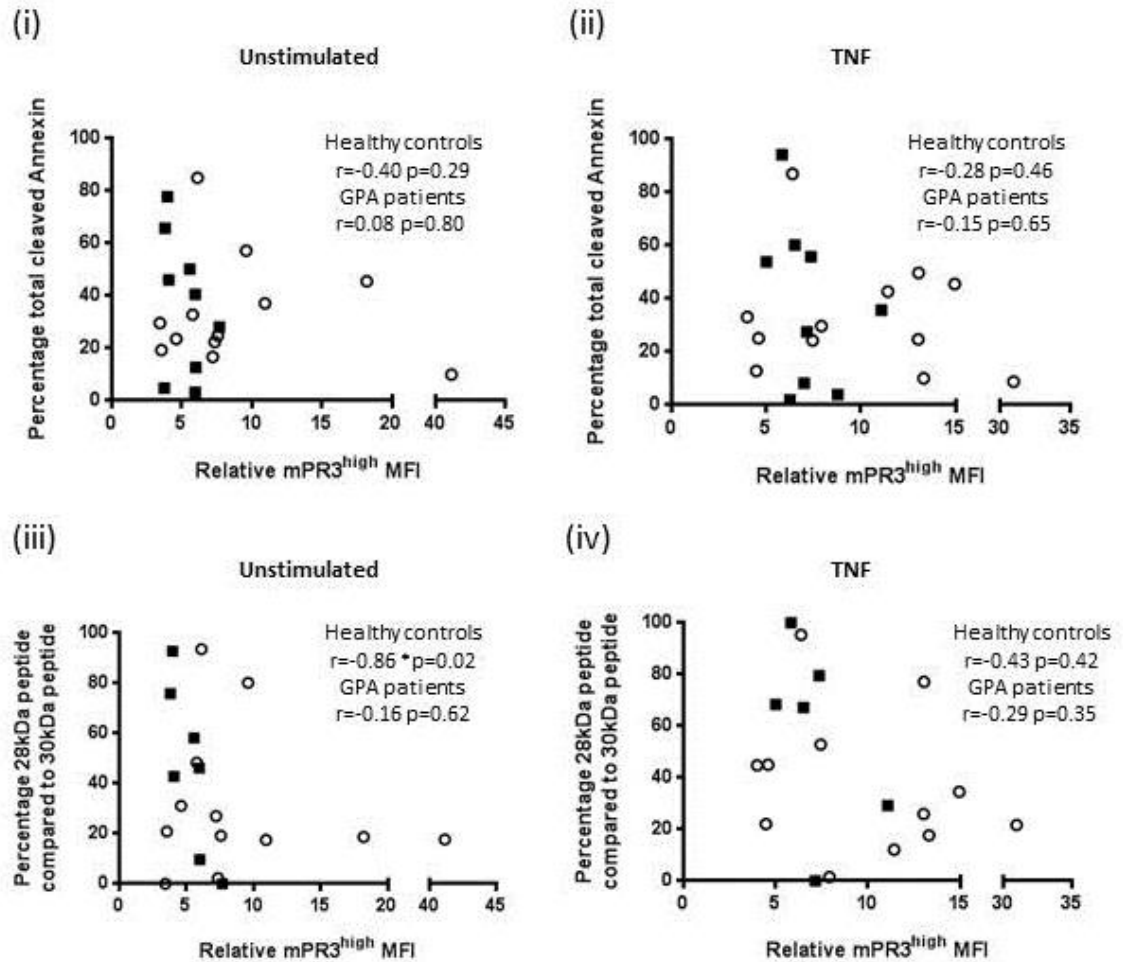 (i)
Unstimulated
Healthy controls
r=-0.40 p=0.29
GPA patients
r=0.08 p=0.80
Percentage total cleaved Annexin
100
80
60
40
20
0
0 5 10 15 20 40 45
Relative mPR3high MFI
(ii)
TNF
Healthy controls
r=-0.28 p=0.46
GPA patients
r=-0.15 p=0.65
Percentage total cleaved Annexin
100
80
60
40
20
0
0 5 10 15 30 35
Relative mPR3high MFI
(iii)
Unstimulated
Healthy controls
r=-0.86 *p=0.02
GPA patients
r=-0.16 p=0.62
Percentage 28kDa peptide
compared to 30kDa peptide
100
80
60
40
20
0
0 5 10 15 20 40 45
Relative mPR3high MFI
(iv)
TNF
Healthy controls
r=-0.43 p=0.42
GPA patients
r=-0.29 p=0.35
Percentage 28kDa peptide
compared to 30kDa peptide
100
80
60
40
20
0
0 5 10 15 30 35
Relative mPR3high MFI